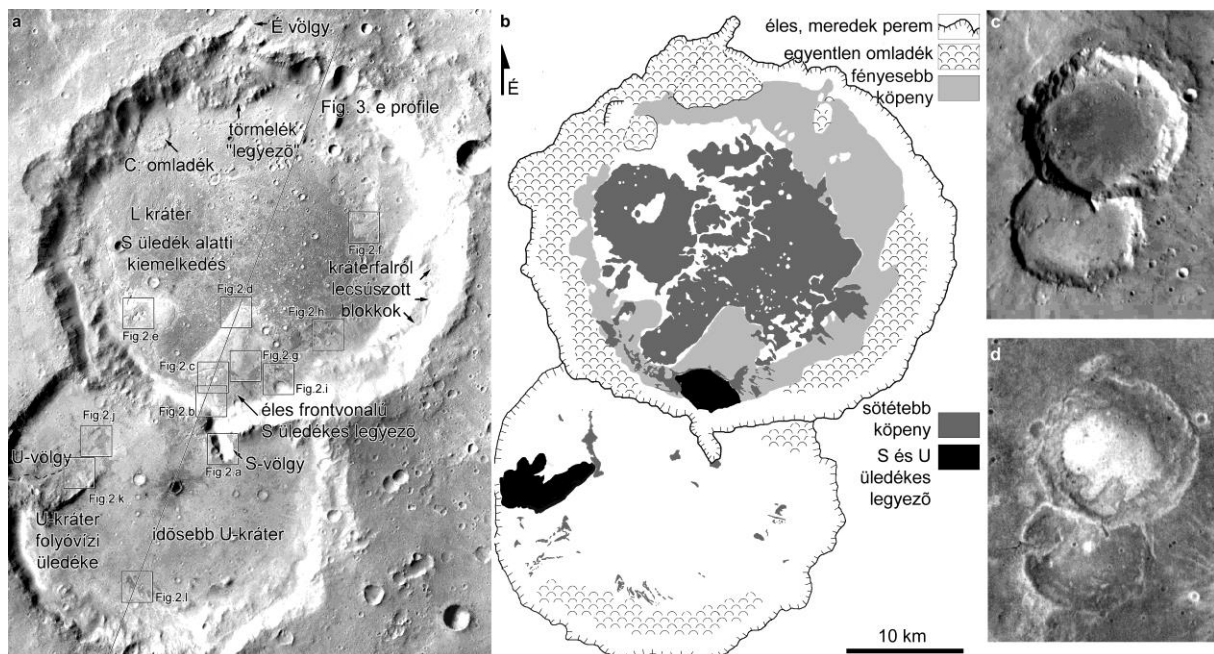 a
É völgy
Fig. 3. e profile
törmelék
"legyező"
C omladék
L kráter
S üledék alatti
kiemelkedés
Fig.2.f
kráterfalról
lecsúszott
blokkok
Fig.2.d
Fig.2.h
Fig.2.e
Fig.2.c
Fig.2.g
Fig.2.i
Fig.2.b
éles frontvonalú
S üledékes legyező
Fig.2.j
S-völgy
Fig.2.a
U-völgy
Fig.2.k
U-kráter
folyóvízi
üledéke
idősebb U-kráter
Fig.2.l
b
É
éles, meredek perem
egyentlen omladék
fényesebb
köpeny
sötétebb
köpeny
S és U
üledékes
legyező
10 km
c
d